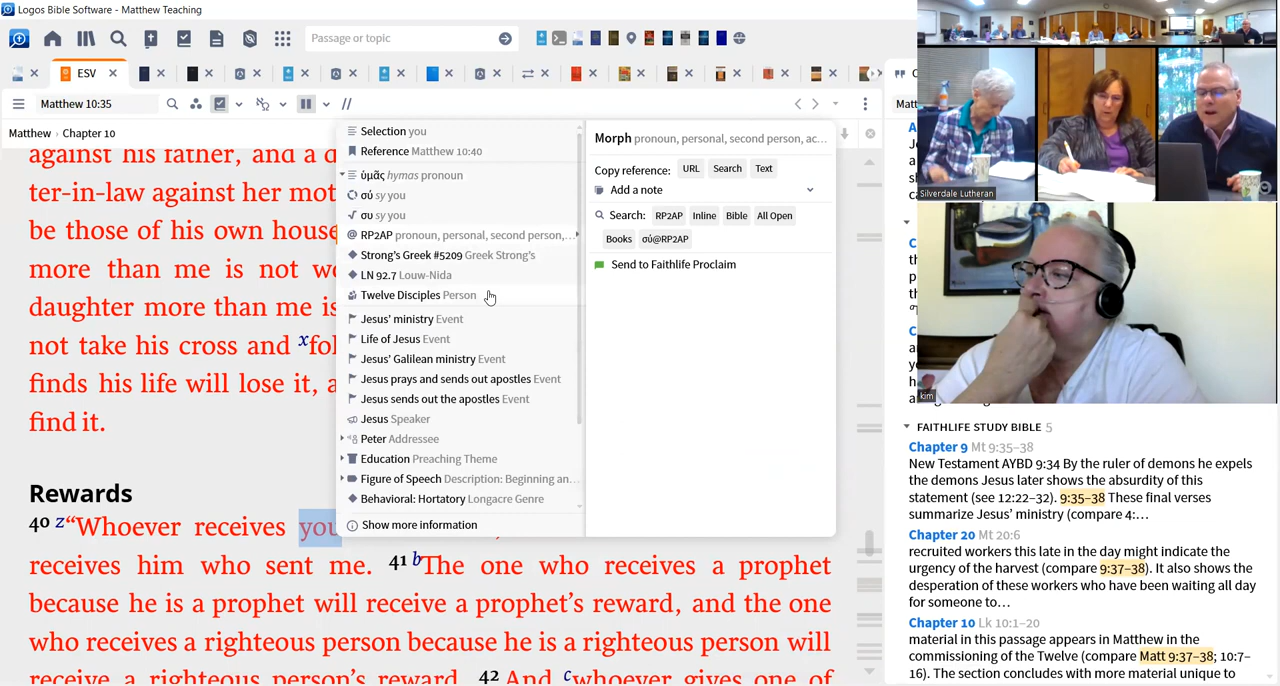 Logos Bible Software - Matthew Teaching
Passage or topic
ESV
Matthew 10:35
Matthew › Chapter 10
against his father, and a d
ter-in-law against her mot
be those of his own house
more than me is not wo
daughter more than me is
not take his cross and xfol
finds his life will lose it, a
find it.
Rewards
40 z“Whoever receives you
receives him who sent me. 41 bThe one who receives a prophet
because he is a prophet will receive a prophet’s reward, and the one
who receives a righteous person because he is a righteous person will
receive a righteous person’s reward. 42 And cwhoever gives one of
Selection you
Reference Matthew 10:40
ὑμᾶς hymas pronoun
σύ sy you
συ sy you
RP2AP pronoun, personal, second person,...
Strong’s Greek #5209 Greek Strong’s
LN 92.7 Louw-Nida
Twelve Disciples Person
Jesus’ ministry Event
Life of Jesus Event
Jesus’ Galilean ministry Event
Jesus prays and sends out apostles Event
Jesus sends out the apostles Event
Jesus Speaker
Peter Addressee
Education Preaching Theme
Figure of Speech Description: Beginning an...
Behavioral: Hortatory Longacre Genre
Show more information
Morph pronoun, personal, second person, ac...
Copy reference: URL Search Text
Add a note
Search: RP2AP Inline Bible All Open
Books σύ@RP2AP
Send to Faithlife Proclaim
Silverdale Lutheran
kim
Mat
FAITHLIFE STUDY BIBLE 5
Chapter 9 Mt 9:35–38
New Testament AYBD 9:34 By the ruler of demons he expels
the demons Jesus later shows the absurdity of this
statement (see 12:22–32). 9:35–38 These final verses
summarize Jesus’ ministry (compare 4:…
Chapter 20 Mt 20:6
recruited workers this late in the day might indicate the
urgency of the harvest (compare 9:37–38). It also shows the
desperation of these workers who have been waiting all day
for someone to…
Chapter 10 Lk 10:1–20
material in this passage appears in Matthew in the
commissioning of the Twelve (compare Matt 9:37–38; 10:7–
16). The section concludes with more material unique to